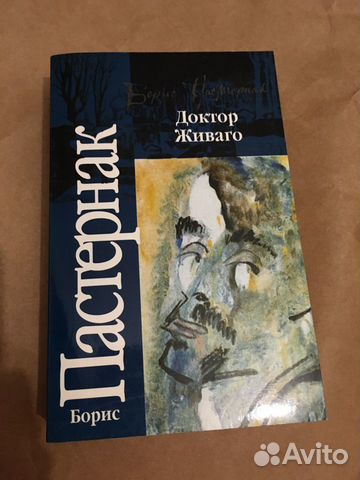 Борис Пастернак
Доктор
Живаго
Пастернак
Борис
Avito